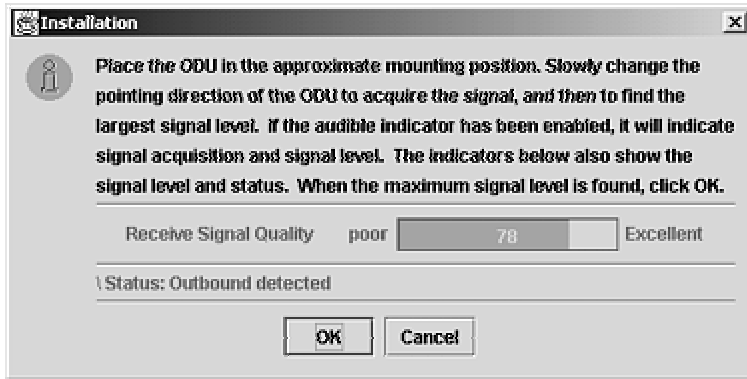 Installation
Place the ODU in the approximate mounting position. Slowly change the
pointing direction of the ODU to acquire the signal, and then to find the
largest signal level. If the audible indicator has been enabled, it will indicate
signal acquisition and signal level. The indicators below also show the
signal level and status. When the maximum signal level is found, click OK.
Receive Signal Quality poor 78 Excellent
\ Status: Outbound detected
OK Cancel